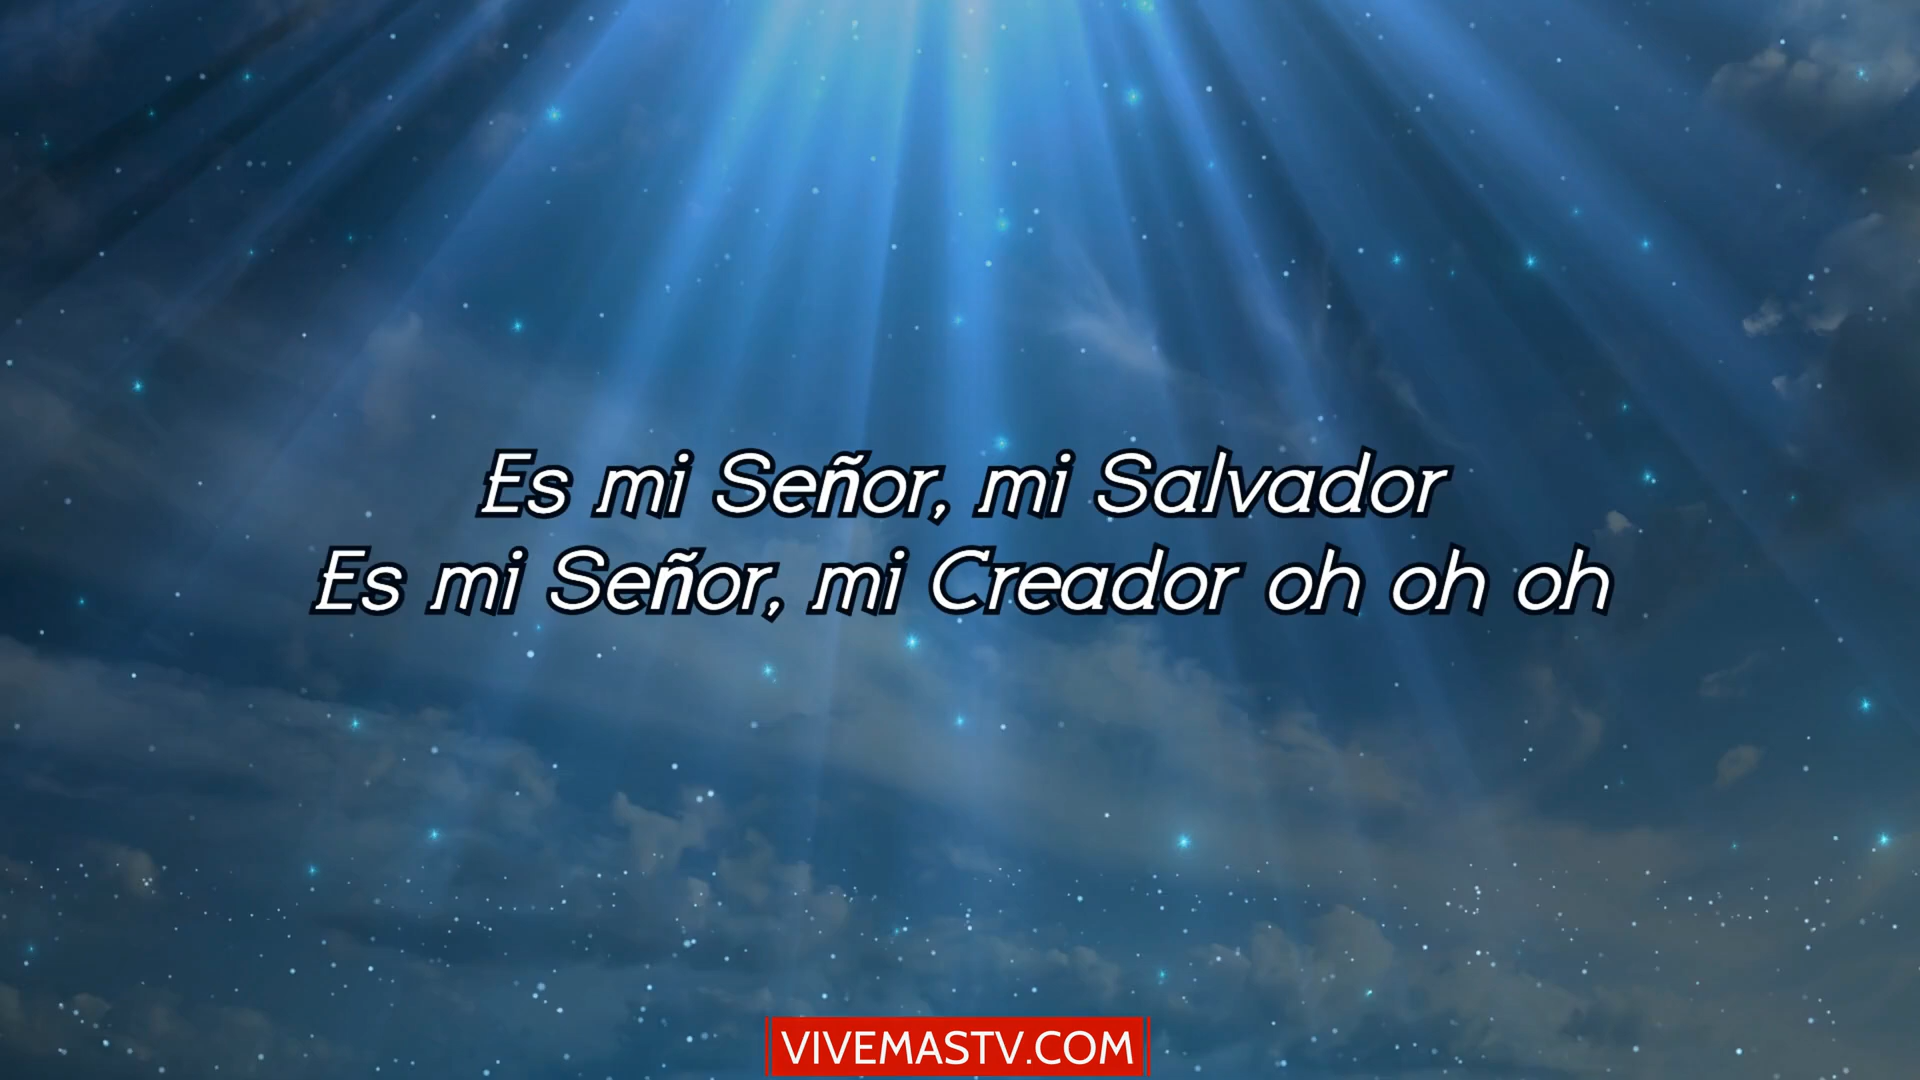 Es mi Señor, mi Salvador
Es mi Señor, mi Creador oh oh oh
VIVEMASTV.COM